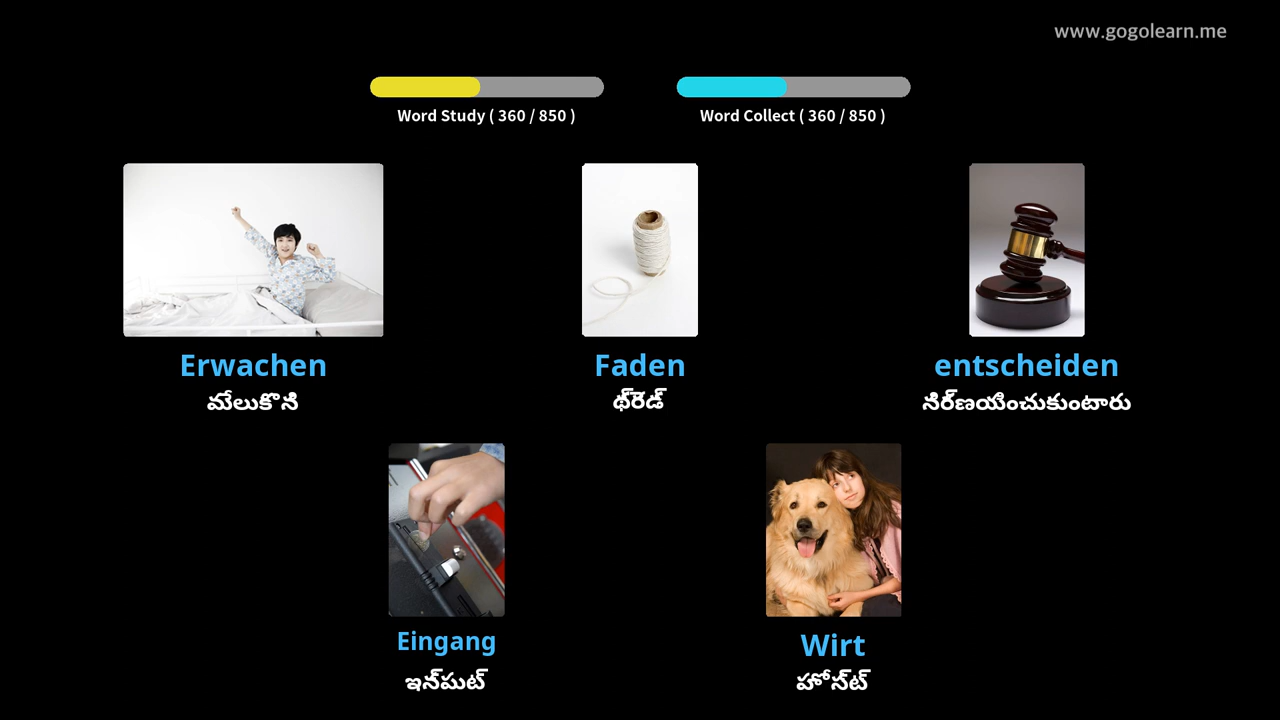 www.gogolearn.me
Word Study ( 360 / 850 )
Word Collect ( 360 / 850 )
Erwachen
మేలుకొని
Faden
థ్రెడ్
entscheiden
నిర్ణయించుకుంటారు
Eingang
ఇన్పుట్
Wirt
హోస్ట్